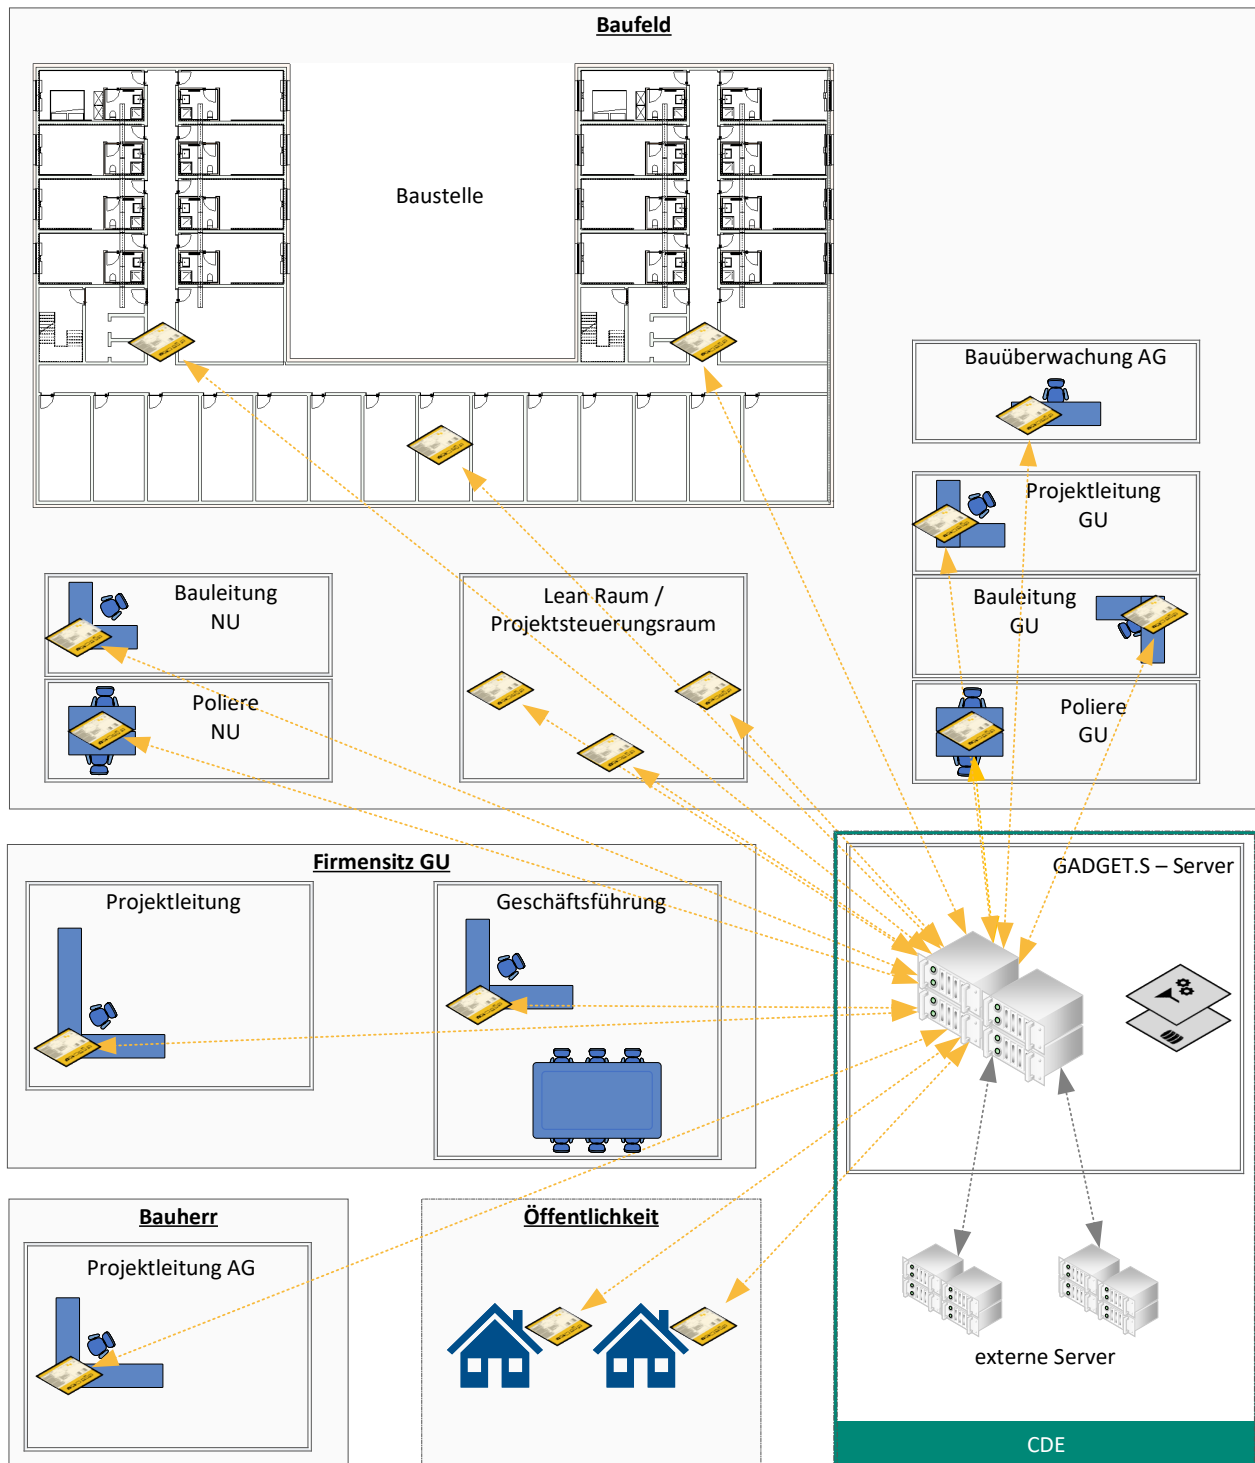 Baufeld
Baustelle
Bauüberwachung AG
Projektleitung
GU
Bauleitung
GU
Poliere
GU
Bauleitung
NU
Poliere
NU
Lean Raum /
Projektsteuerungsraum
Firmensitz GU
Projektleitung
Geschäftsführung
GADGET.S – Server
externe Server
CDE
Bauherr
Projektleitung AG
Öffentlichkeit